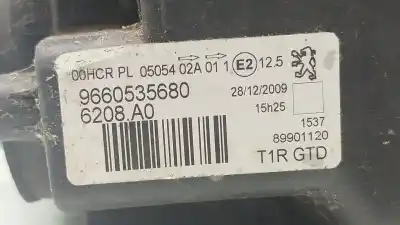 00HCR PL 05054 02A 01 1 E2 12.5
9660535680 28/12/2009
6208.A0 15h25
1537
89901120
T1R GTD